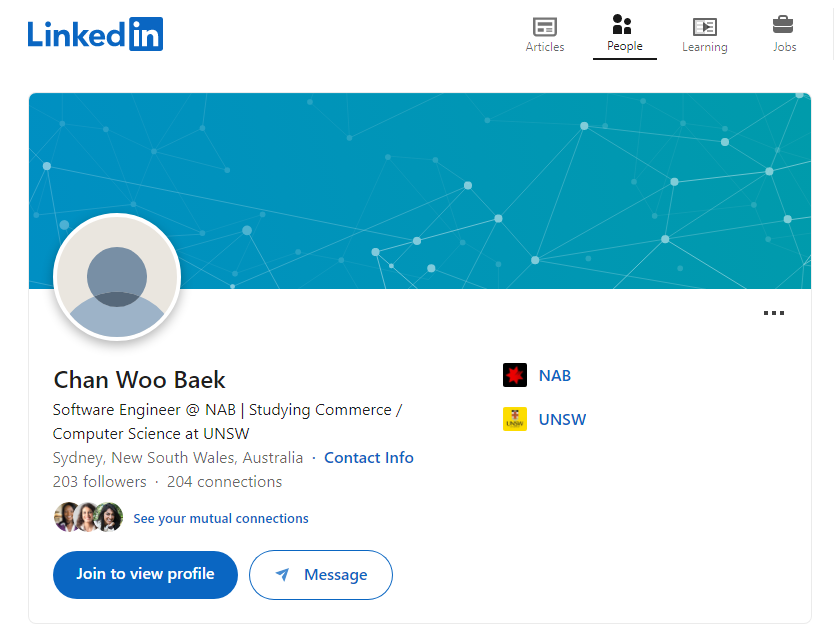 LinkedIn
Articles
People
Learning
Jobs
Chan Woo Baek
Software Engineer @ NAB | Studying Commerce /
Computer Science at UNSW
Sydney, New South Wales, Australia · Contact Info
203 followers · 204 connections
See your mutual connections
Join to view profile
Message
NAB
UNSW
UNSW